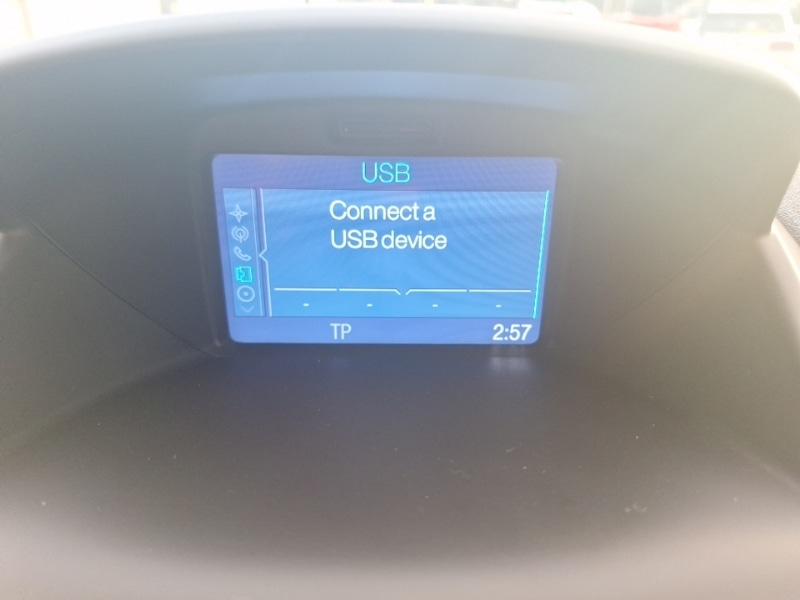 USB
Connect a
USB device
- - - -
TP 2:57